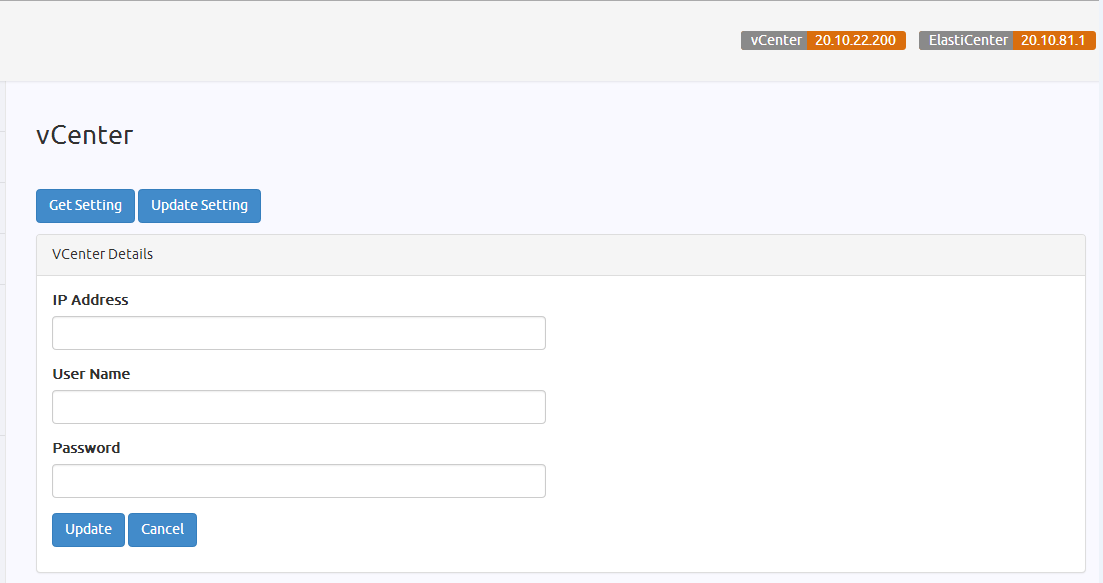 vCenter 20.10.22.200 ElastiCenter 20.10.81.1
vCenter
Get Setting Update Setting
VCenter Details
IP Address
User Name
Password
Update Cancel